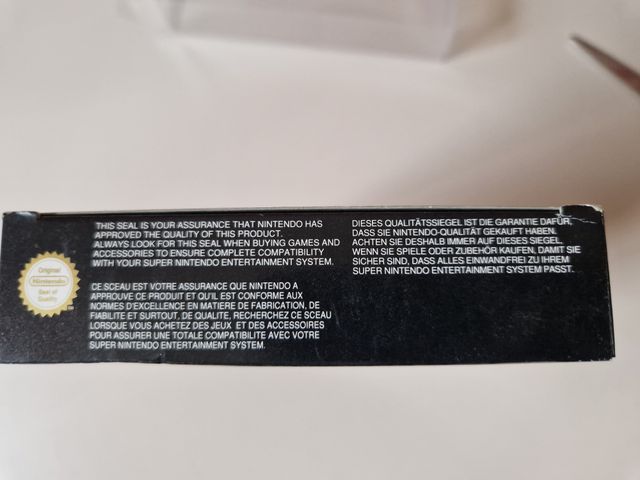 Original
Nintendo
Seal of
Quality
THIS SEAL IS YOUR ASSURANCE THAT NINTENDO HAS
APPROVED THE QUALITY OF THIS PRODUCT.
ALWAYS LOOK FOR THIS SEAL WHEN BUYING GAMES AND
ACCESSORIES TO ENSURE COMPLETE COMPATIBILITY
WITH YOUR SUPER NINTENDO ENTERTAINMENT SYSTEM.
CE SCEAU EST VOTRE ASSURANCE QUE NINTENDO A
APPROUVE CE PRODUIT ET QU'IL EST CONFORME AUX
NORMES D'EXCELLENCE EN MATIERE DE FABRICATION, DE
FIABILITE ET SURTOUT, DE QUALITE, RECHERCHEZ CE SCEAU
LORSQUE VOUS ACHETEZ DES JEUX ET DES ACCESSOIRES
POUR ASSURER UNE TOTALE COMPATIBILITE AVEC VOTRE
SUPER NINTENDO ENTERTAINMENT SYSTEM.
DIESES QUALITÄTSSIEGEL IST DIE GARANTIE DAFÜR,
DASS SIE NINTENDO-QUALITÄT GEKAUFT HABEN.
ACHTEN SIE DESHALB IMMER AUF DIESES SIEGEL,
WENN SIE SPIELE ODER ZUBEHÖR KAUFEN, DAMIT SIE
SICHER SIND, DASS ALLES EINWANDFREI ZU IHREM
SUPER NINTENDO ENTERTAINMENT SYSTEM PASST.